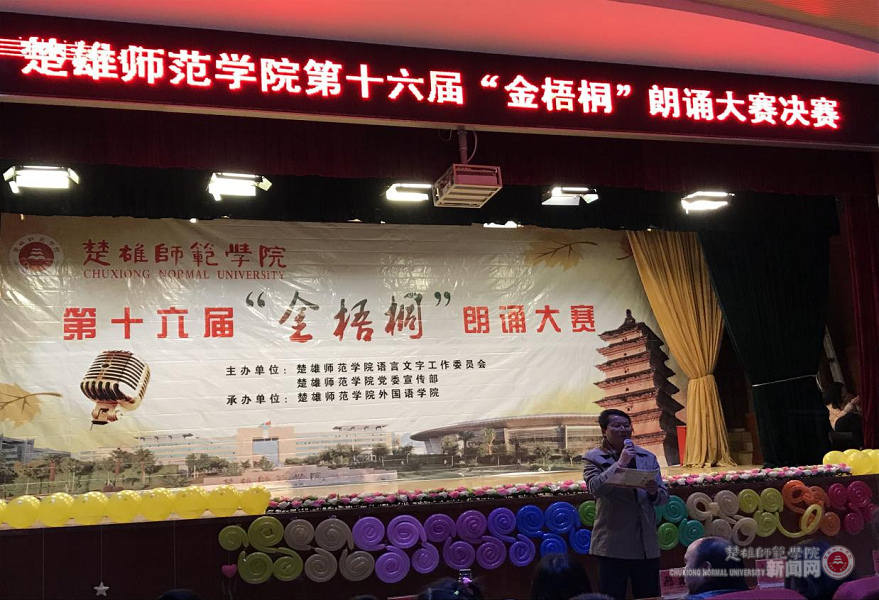 楚雄师范学院第十六届“金梧桐”朗诵大赛决赛
楚雄師範學院
CHUXIONG NORMAL UNIVERSITY
第十六届“金梧桐”朗诵大赛
主办单位：楚雄师范学院语言文字工作委员会
楚雄师范学院党委宣传部
承办单位：楚雄师范学院外国语学院
楚雄師範學院
CHUXIONG NORMAL UNIVERSITY
新闻网